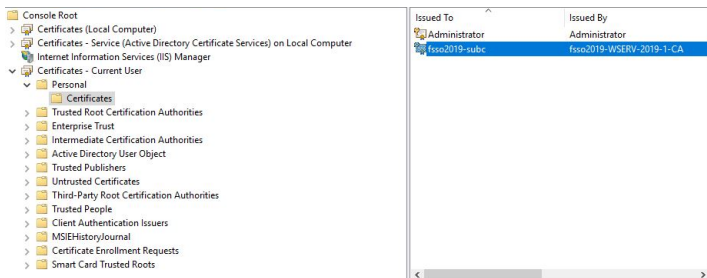 Console Root
Certificates (Local Computer)
Certificates - Service (Active Directory Certificate Services) on Local Computer
Internet Information Services (IIS) Manager
Certificates - Current User
Personal
Certificates
Trusted Root Certification Authorities
Enterprise Trust
Intermediate Certification Authorities
Active Directory User Object
Trusted Publishers
Untrusted Certificates
Third-Party Root Certification Authorities
Trusted People
Client Authentication Issuers
MSIEHistoryJournal
Certificate Enrollment Requests
Smart Card Trusted Roots
Issued To Issued By
Administrator Administrator
fsso2019-subc fsso2019-WSERV-2019-1-CA